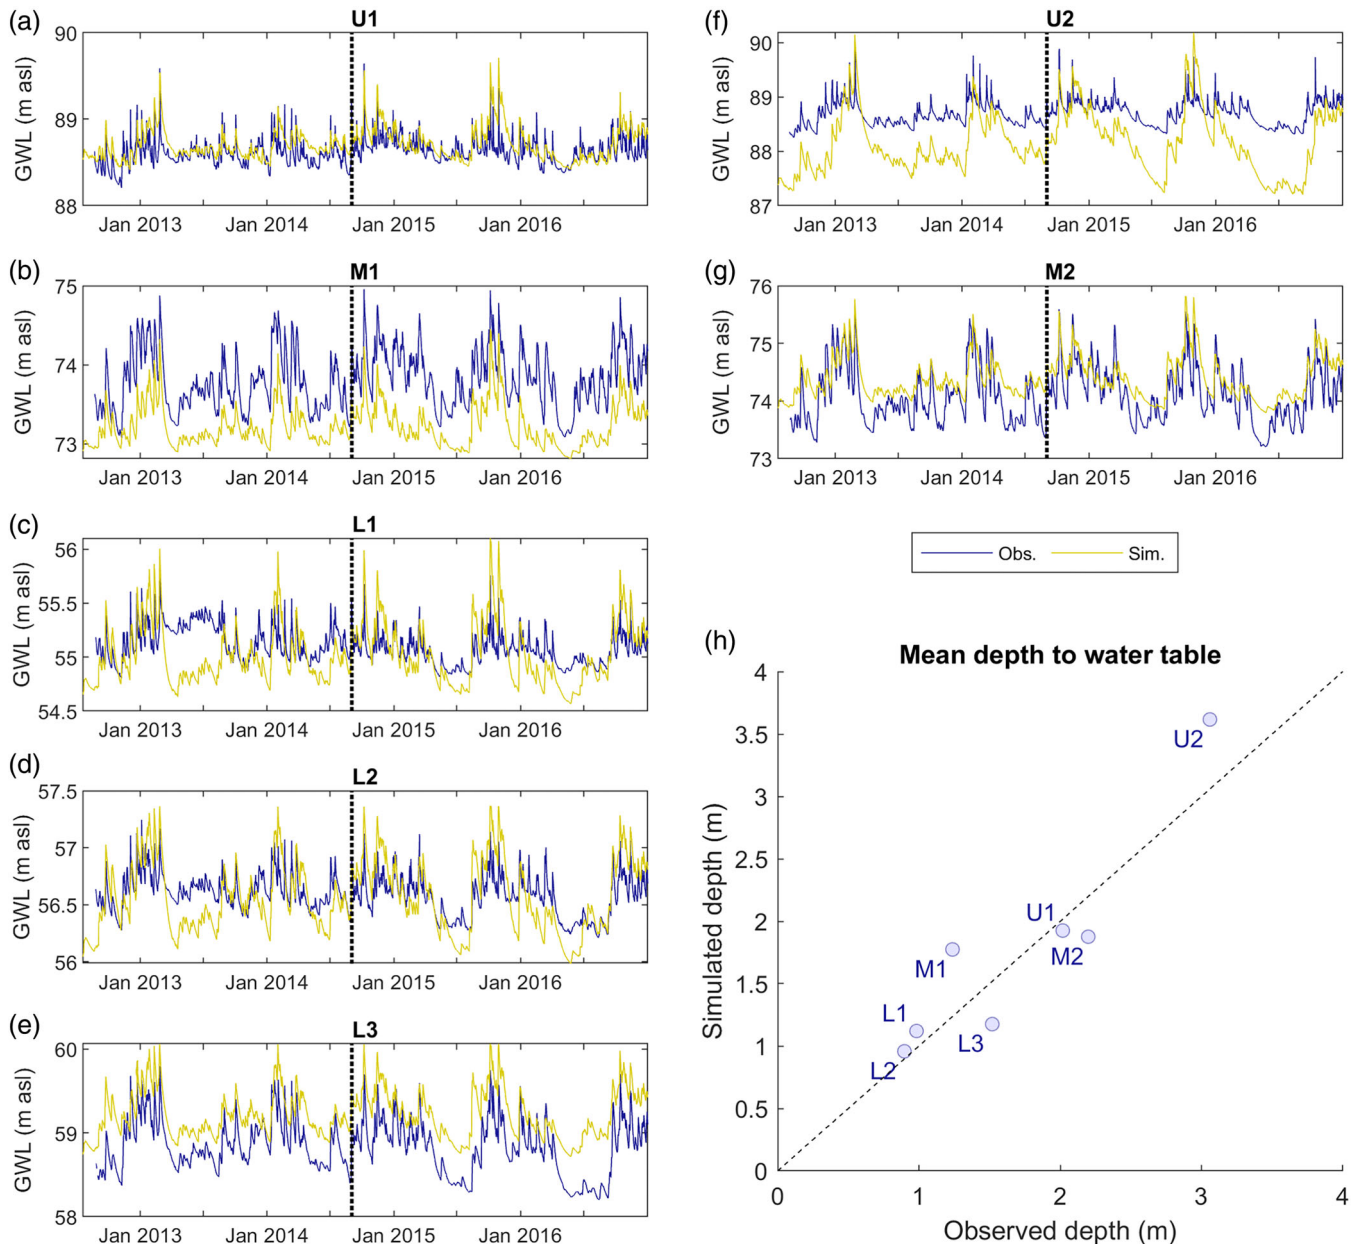 (a)
U1
GWL (m asl)
90
89
88
Jan 2013
Jan 2014
Jan 2015
Jan 2016
(f)
U2
GWL (m asl)
90
89
88
87
Jan 2013
Jan 2014
Jan 2015
Jan 2016
(b)
M1
GWL (m asl)
75
74
73
Jan 2013
Jan 2014
Jan 2015
Jan 2016
(g)
M2
GWL (m asl)
76
75
74
73
Jan 2013
Jan 2014
Jan 2015
Jan 2016
(c)
L1
GWL (m asl)
56
55.5
55
54.5
Jan 2013
Jan 2014
Jan 2015
Jan 2016
Obs.
Sim.
(d)
L2
GWL (m asl)
57.5
57
56.5
56
Jan 2013
Jan 2014
Jan 2015
Jan 2016
(e)
L3
GWL (m asl)
60
59
58
Jan 2013
Jan 2014
Jan 2015
Jan 2016
(h)
Mean depth to water table
Simulated depth (m)
4
3.5
3
2.5
2
1.5
1
0.5
0
U2
U1
M2
M1
L1
L3
L2
0
1
2
3
4
Observed depth (m)